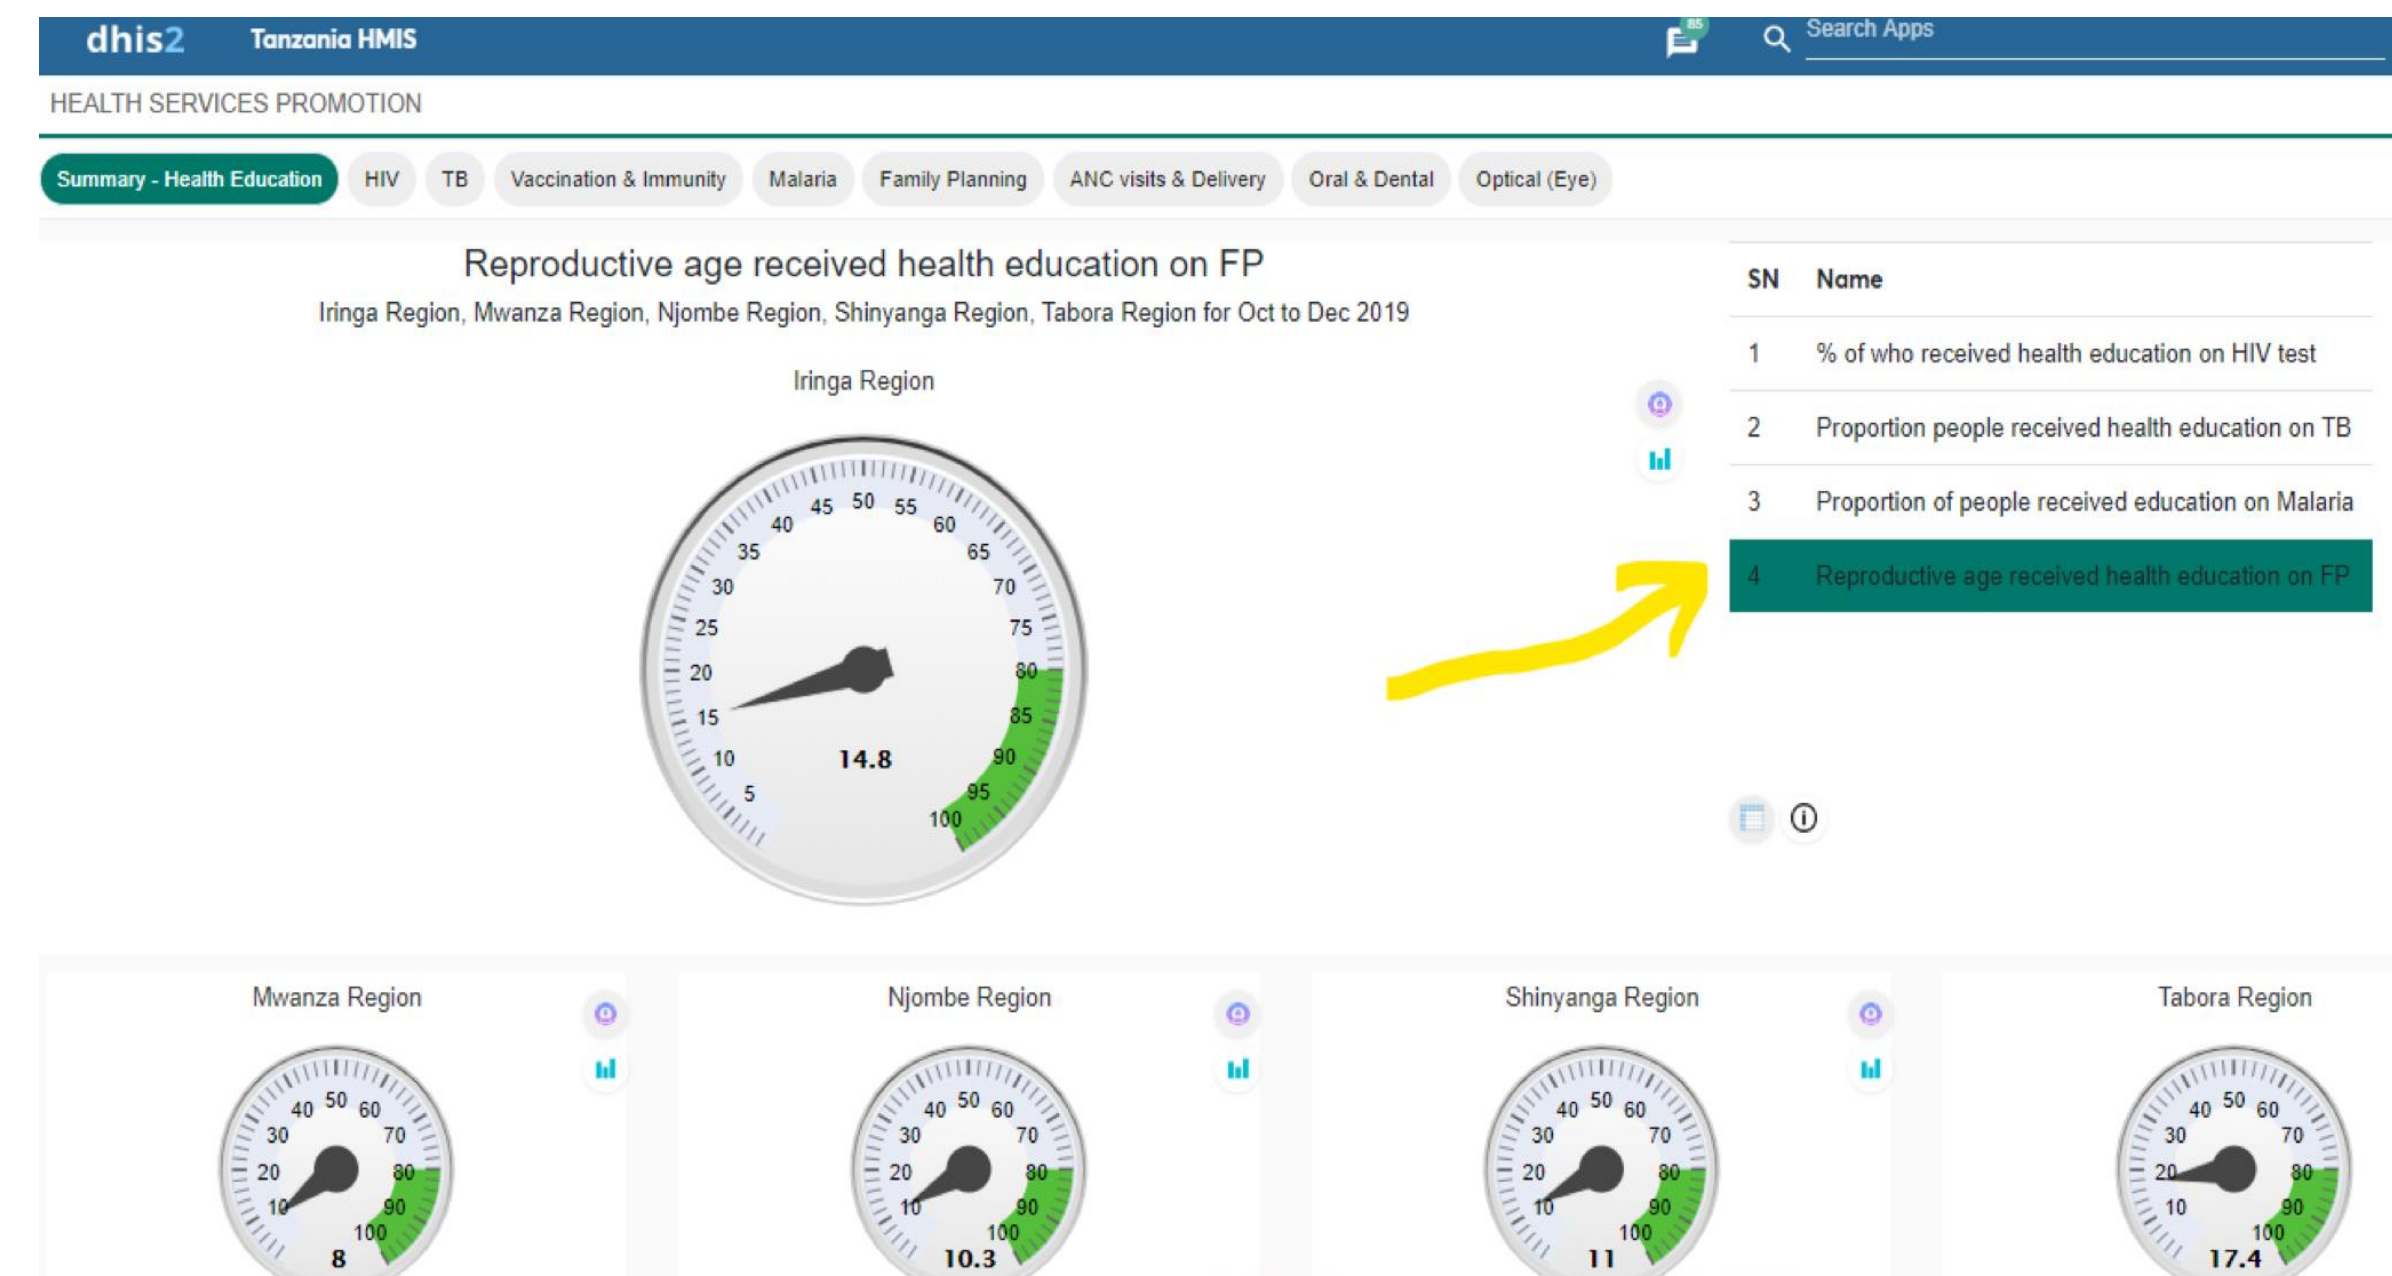 dhis2 Tanzania HMIS 85 Search Apps
HEALTH SERVICES PROMOTION
Summary - Health Education HIV TB Vaccination & Immunity Malaria Family Planning ANC visits & Delivery Oral & Dental Optical (Eye)
Reproductive age received health education on FP
Iringa Region, Mwanza Region, Njombe Region, Shinyanga Region, Tabora Region for Oct to Dec 2019
Iringa Region
5 10 15 20 25 30 35 40 45 50 55 60 65 70 75 80 85 90 95 100
14.8
SN Name
1 % of who received health education on HIV test
2 Proportion people received health education on TB
3 Proportion of people received education on Malaria
4 Reproductive age received health education on FP
Mwanza Region
10 20 30 40 50 60 70 80 90 100
8
Njombe Region
10 20 30 40 50 60 70 80 90 100
10.3
Shinyanga Region
10 20 30 40 50 60 70 80 90 100
11
Tabora Region
10 20 30 40 50 60 70 80 90 100
17.4